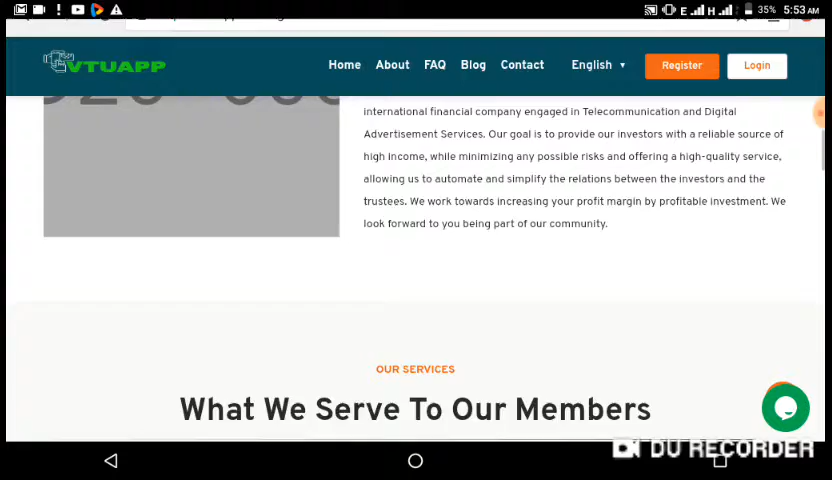 E H 35% 5:53 AM
VTUAPP Home About FAQ Blog Contact English Register Login
international financial company engaged in Telecommunication and Digital
Advertisement Services. Our goal is to provide our investors with a reliable source of
high income, while minimizing any possible risks and offering a high-quality service,
allowing us to automate and simplify the relations between the investors and the
trustees. We work towards increasing your profit margin by profitable investment. We
look forward to you being part of our community.
OUR SERVICES
What We Serve To Our Members
DU RECORDER